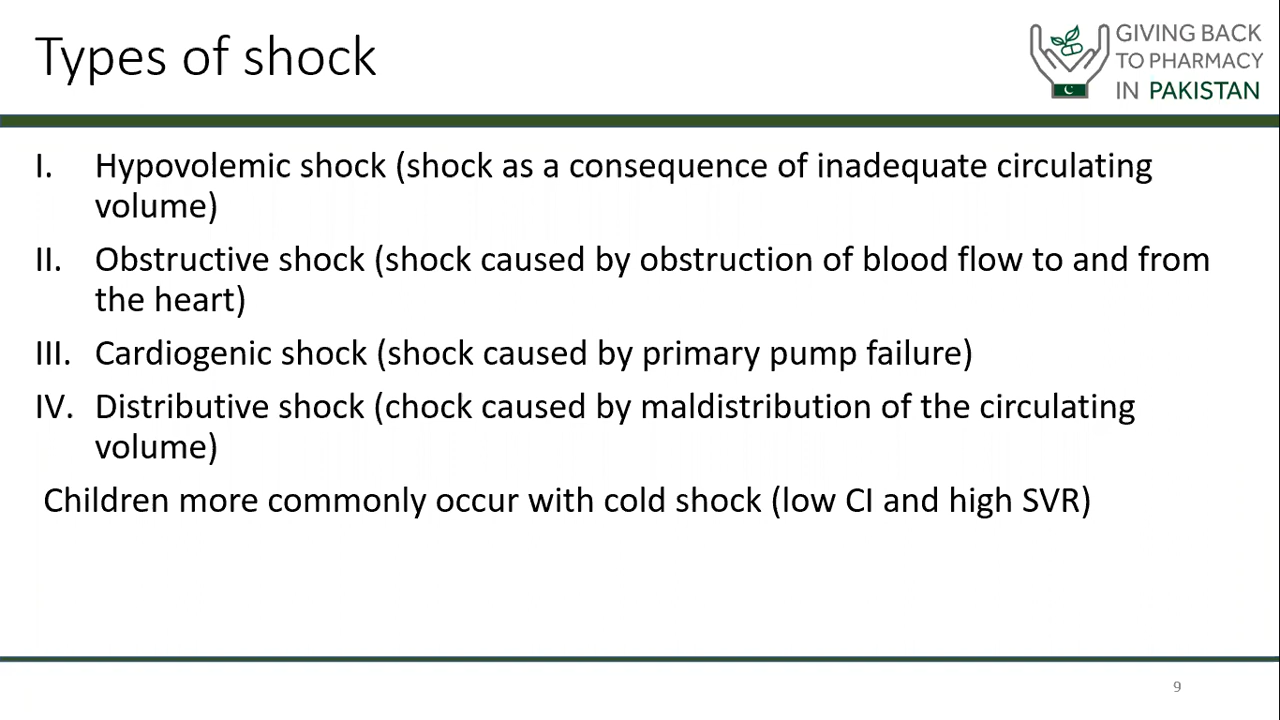 Types of shock
GIVING BACK
TO PHARMACY
IN PAKISTAN
I. Hypovolemic shock (shock as a consequence of inadequate circulating
volume)
II. Obstructive shock (shock caused by obstruction of blood flow to and from
the heart)
III. Cardiogenic shock (shock caused by primary pump failure)
IV. Distributive shock (chock caused by maldistribution of the circulating
volume)
Children more commonly occur with cold shock (low CI and high SVR)
9